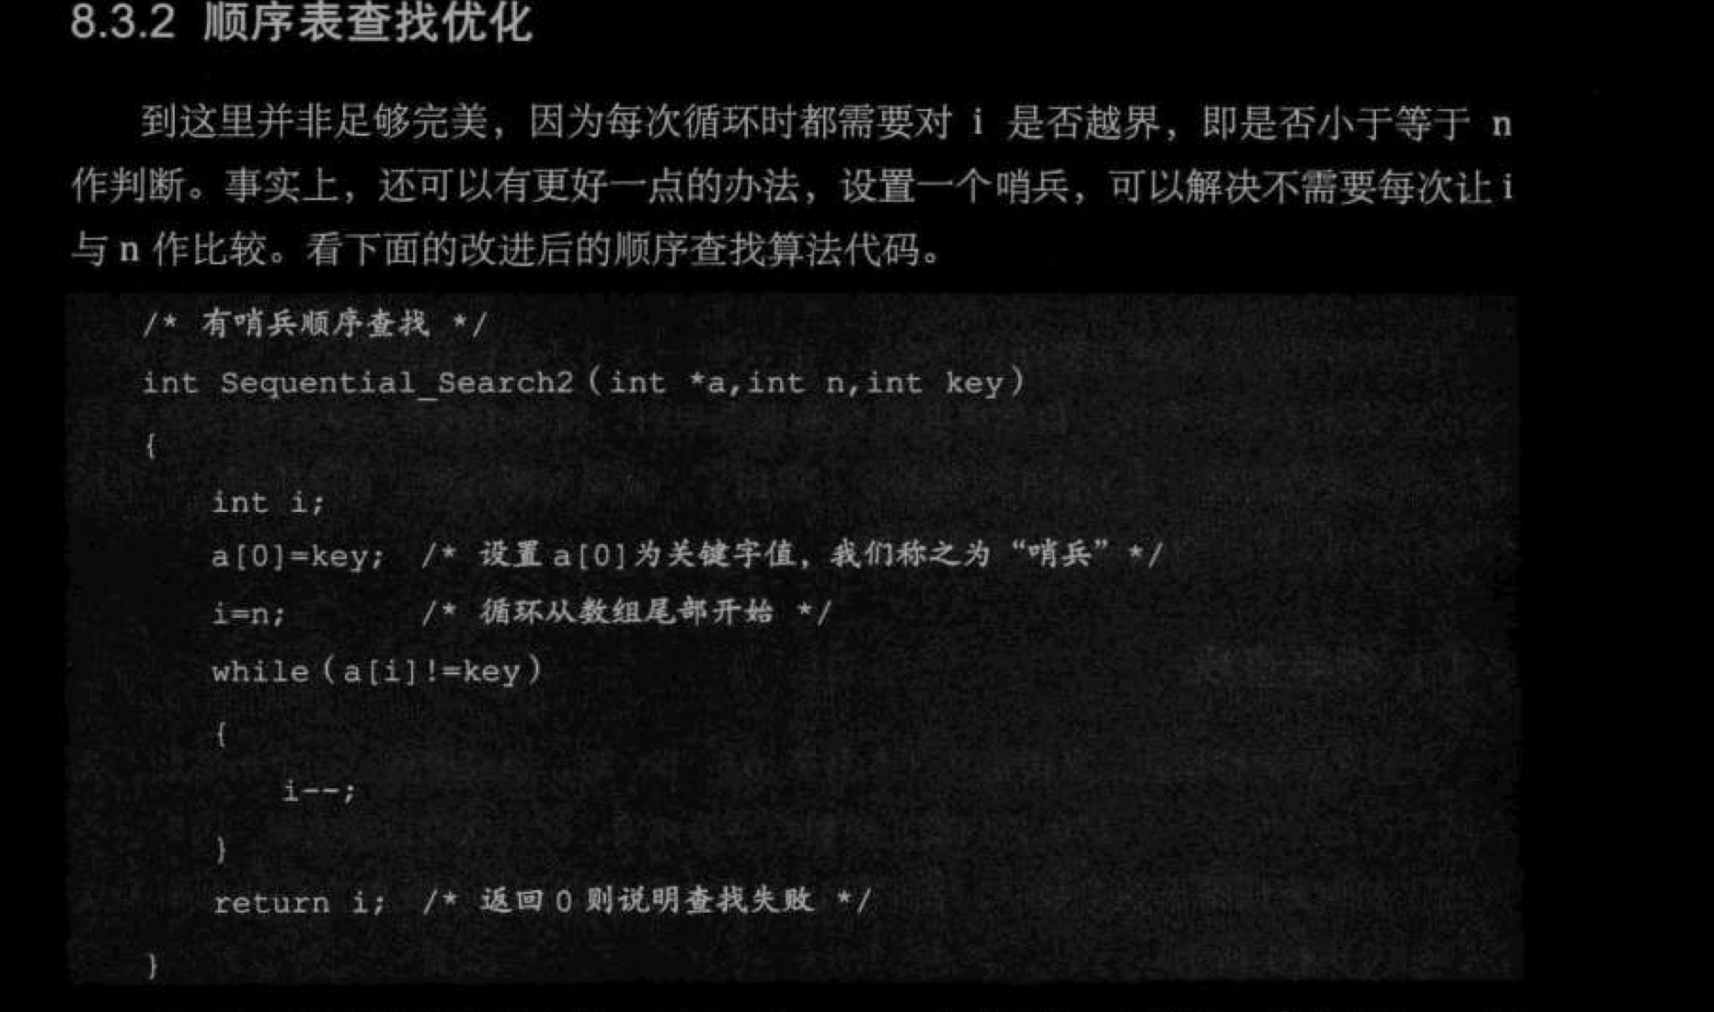 8.3.2 顺序表查找优化
到这里并非足够完美，因为每次循环时都需要对 i 是否越界，即是否小于等于 n
作判断。事实上，还可以有更好一点的办法，设置一个哨兵，可以解决不需要每次让 i
与 n 作比较。看下面的改进后的顺序查找算法代码。
/* 有哨兵顺序查找 */
int Sequential_Search2(int *a,int n,int key)
{
int i;
a[0]=key; /* 设置 a[0]为关键字值，我们称之为“哨兵”*/
i=n; /* 循环从数组尾部开始 */
while(a[i]!=key)
{
i--;
}
return i; /* 返回 0 则说明查找失败 */
}